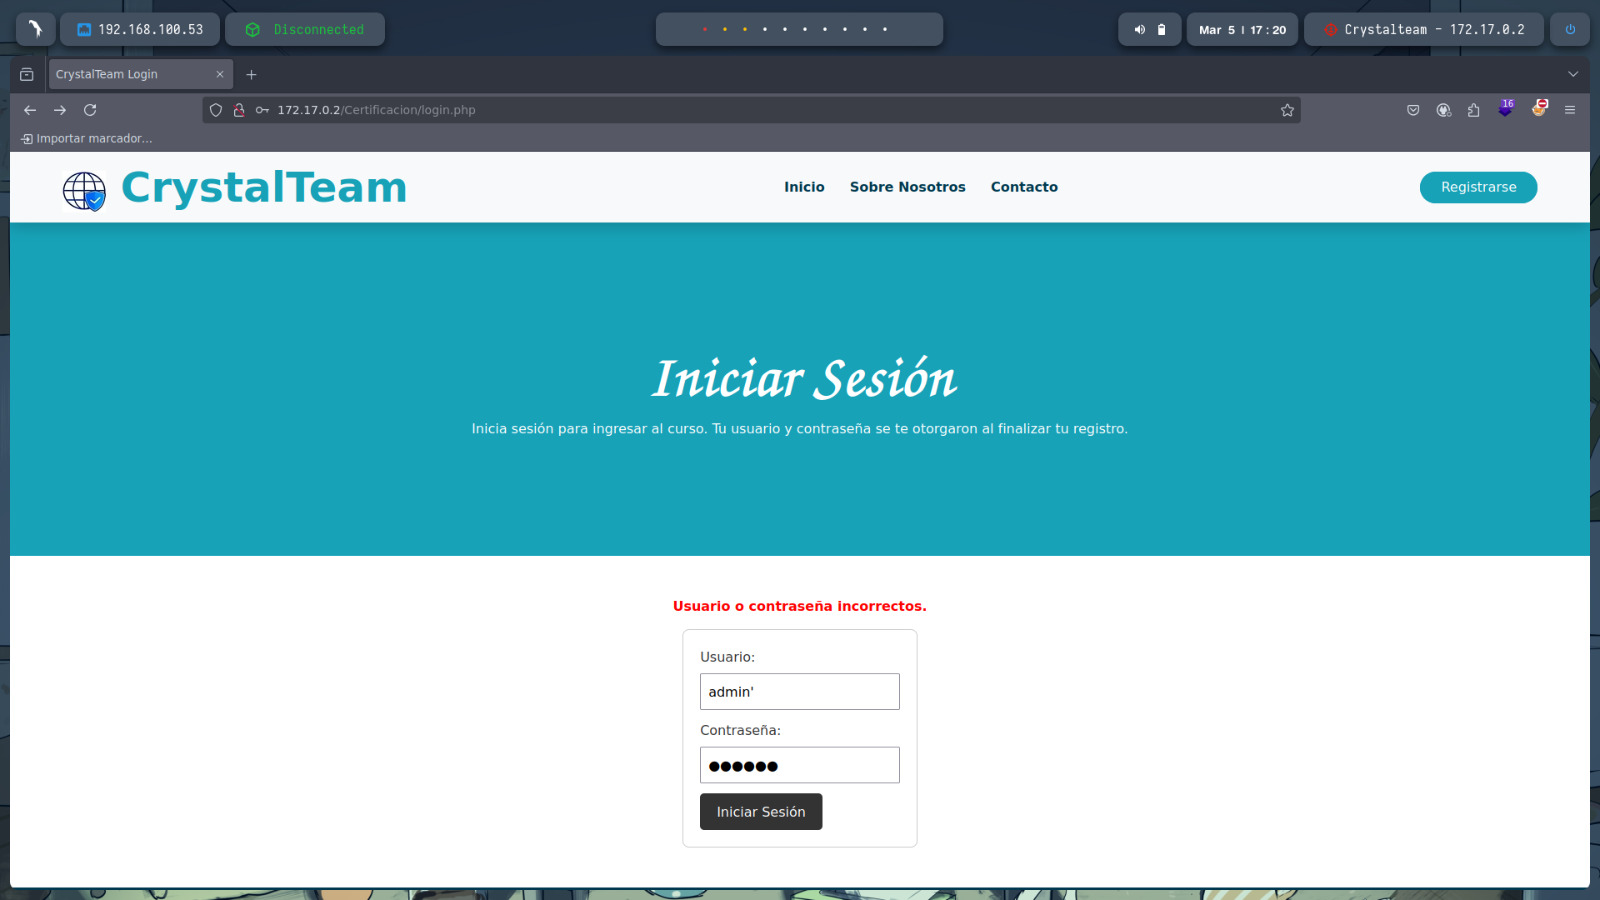 192.168.100.53
Disconnected
Mar 5 | 17:20
Crystalteam - 172.17.0.2
CrystalTeam Login
172.17.0.2/Certificacion/login.php
16
Importar marcador...
CrystalTeam
Inicio
Sobre Nosotros
Contacto
Registrarse
Iniciar Sesión
Inicia sesión para ingresar al curso. Tu usuario y contraseña se te otorgaron al finalizar tu registro.
Usuario o contraseña incorrectos.
Usuario:
admin'
Contraseña:
●●●●●●
Iniciar Sesión